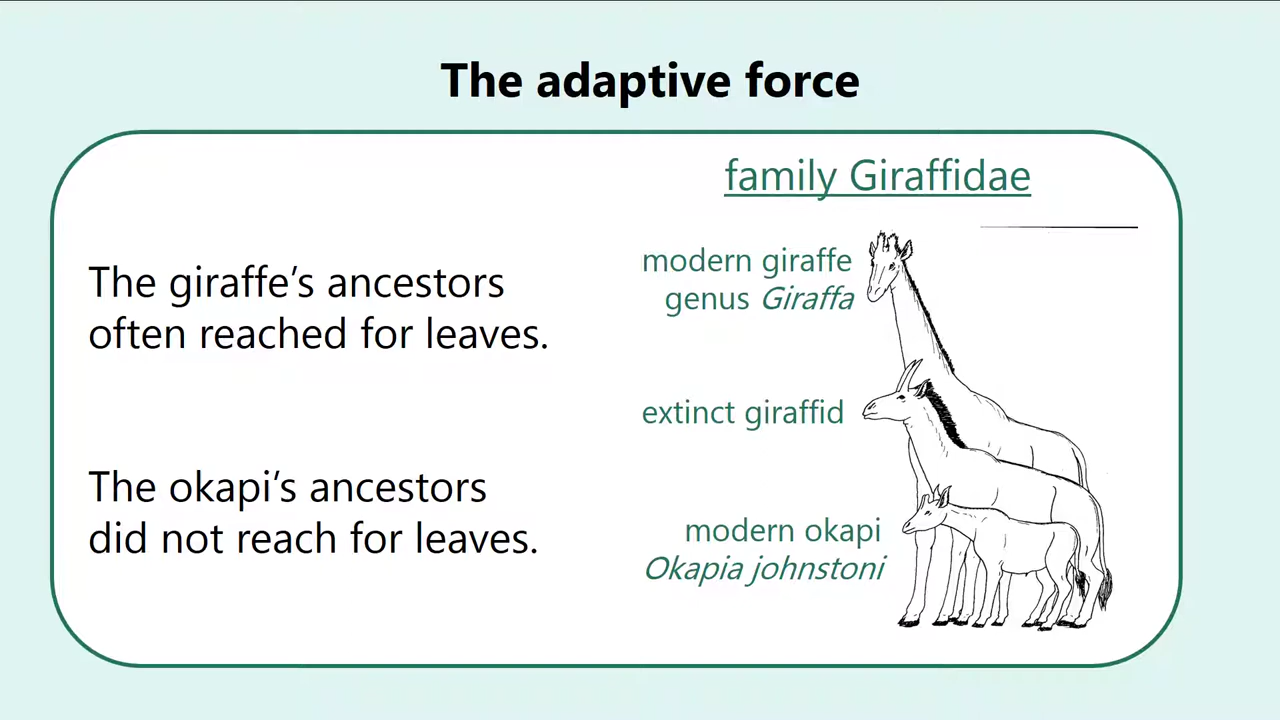 The adaptive force
family Giraffidae
The giraffe’s ancestors
often reached for leaves.
The okapi’s ancestors
did not reach for leaves.
modern giraffe
genus Giraffa
extinct giraffid
modern okapi
Okapia johnstoni